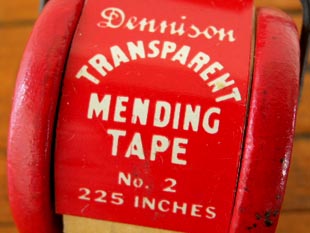 Dennison
TRANSPARENT
MENDING
TAPE
No. 2
225 INCHES